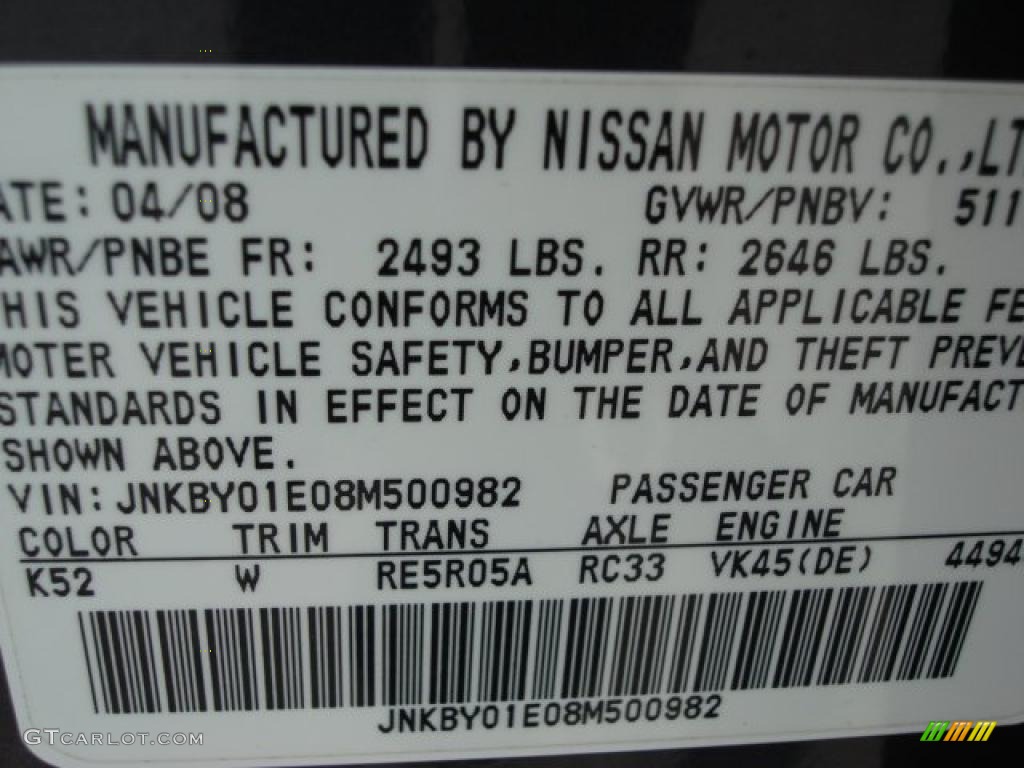 MANUFACTURED BY NISSAN MOTOR CO.,LT
ATE: 04/08 GVWR/PNBV: 511
AWR/PNBE FR: 2493 LBS. RR: 2646 LBS.
HIS VEHICLE CONFORMS TO ALL APPLICABLE FE
MOTER VEHICLE SAFETY,BUMPER,AND THEFT PREVE
STANDARDS IN EFFECT ON THE DATE OF MANUFACT
SHOWN ABOVE.
VIN: JNKBY01E08M500982 PASSENGER CAR
COLOR TRIM TRANS AXLE ENGINE
K52 W RE5R05A RC33 VK45(DE) 4494
JNKBY01E08M500982
GTCARLOT.COM